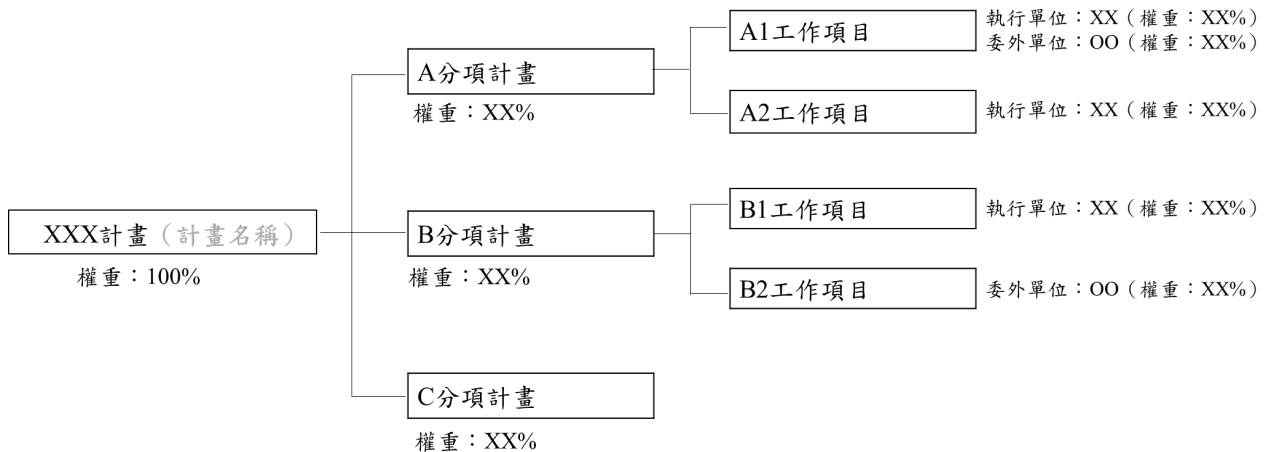 A1工作項目
執行單位：XX（權重：XX%）
委外單位：OO（權重：XX%）
A分項計畫
權重：XX%
A2工作項目
執行單位：XX（權重：XX%）
B1工作項目
執行單位：XX（權重：XX%）
XXX計畫（計畫名稱）
權重：100%
B分項計畫
權重：XX%
B2工作項目
委外單位：OO（權重：XX%）
C分項計畫
權重：XX%